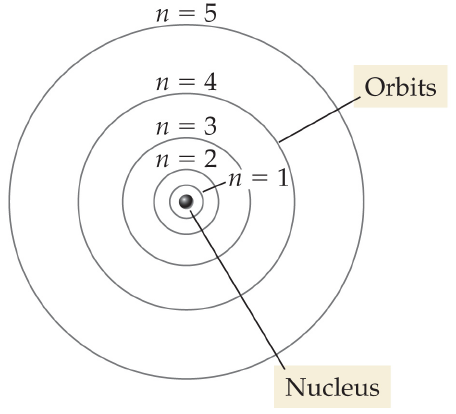 n = 5
n = 4
Orbits
n = 3
n = 2
n = 1
Nucleus